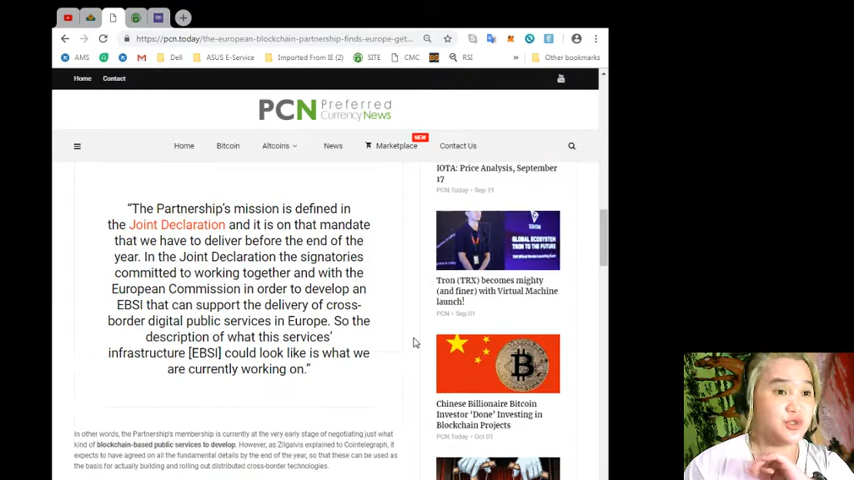 https://pcn.today/the-european-blockchain-partnership-finds-europe-get...
AMS
Dell
ASUS E-Service
Imported From IE (2)
SITE
CMC
RSI
»
Other bookmarks
Home
Contact
PCN Preferred
CurrencyNews
Home
Bitcoin
Altcoins
News
Marketplace
NEW
Contact Us
“The Partnership’s mission is defined in
the Joint Declaration and it is on that mandate
that we have to deliver before the end of the
year. In the Joint Declaration the signatories
committed to working together and with the
European Commission in order to develop an
EBSI that can support the delivery of cross-
border digital public services in Europe. So the
description of what this services’
infrastructure [EBSI] could look like is what we
are currently working on.”
In other words, the Partnership's membership is currently at the very early stage of negotiating just what
kind of blockchain-based public services to develop. However, as Zilgalvis explained to Cointelegraph, it
expects to have agreed on all the fundamental details by the end of the year, so that these can be used as
the basis for actually building and rolling out distributed cross-border technologies.
IOTA: Price Analysis, September
17
PCN.Today • Sep 19
TRON
GLOBAL ECOSYSTEM
TRON TO THE FUTURE
Tron (TRX) becomes mighty
(and finer) with Virtual Machine
launch!
PCN • Sep 01
Chinese Billionaire Bitcoin
Investor ‘Done’ Investing in
Blockchain Projects
PCN.Today • Oct 01